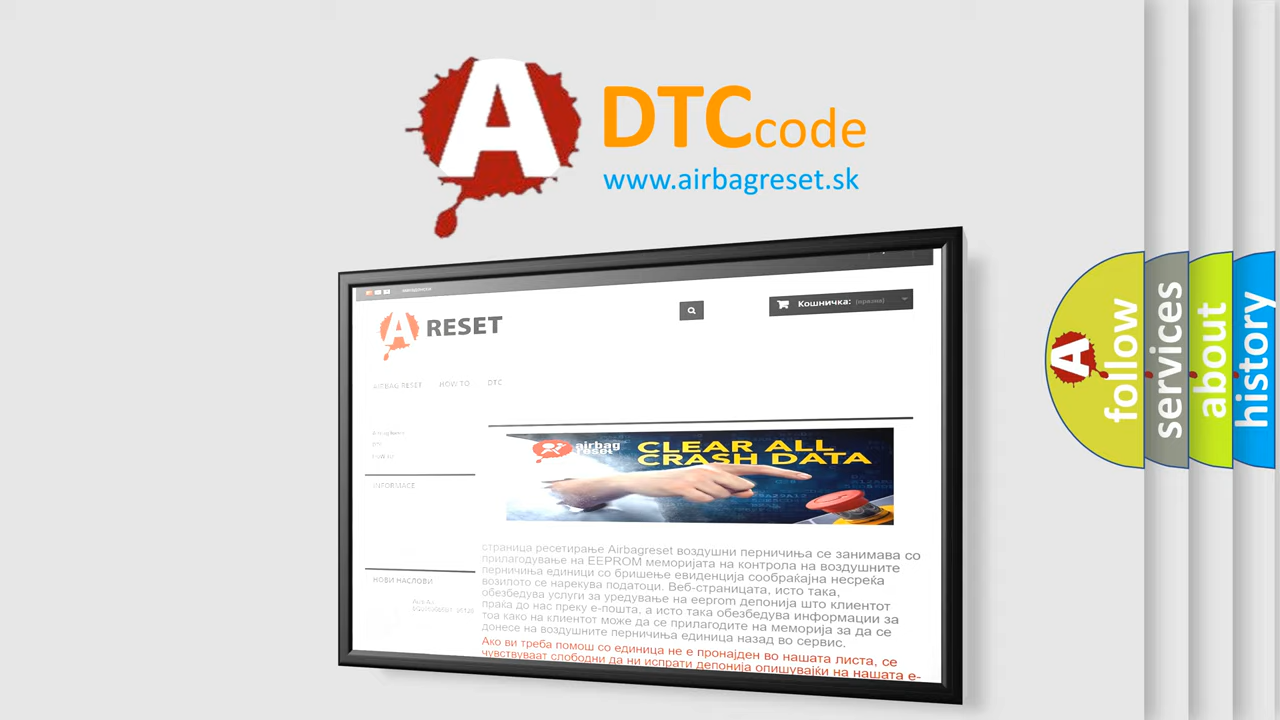 A
DTCcode
www.airbagreset.sk
A RESET
Кошничка: (празна)
AIRBAG RESET HOW TO DTC
INFORMACE
НОВИ НАСЛОВИ
airbag
reset
CLEAR ALL
CRASH DATA
страница ресетирање Airbagreset воздушни перничиња се занимава со
прилагодување на EEPROM меморијата на контрола на воздушните
перничиња единици со бришење евиденција сообраќајна несреќа
возилото се нарекува податоци. Веб-страницата, исто така,
обезбедува услуги за уредување на eeprom депонија што клиентот
праќа до нас преку е-пошта, а исто така обезбедува информации за
тоа како на клиентот може да се прилагодите на меморија за да се
донесе на воздушните перничиња единица назад во сервис.
Ако ви треба помош со единица не е пронајден во нашата листа, се
чувствуваат слободни да ни испрати депонија опишувајќи на нашата е-
A
follow
services
about
history